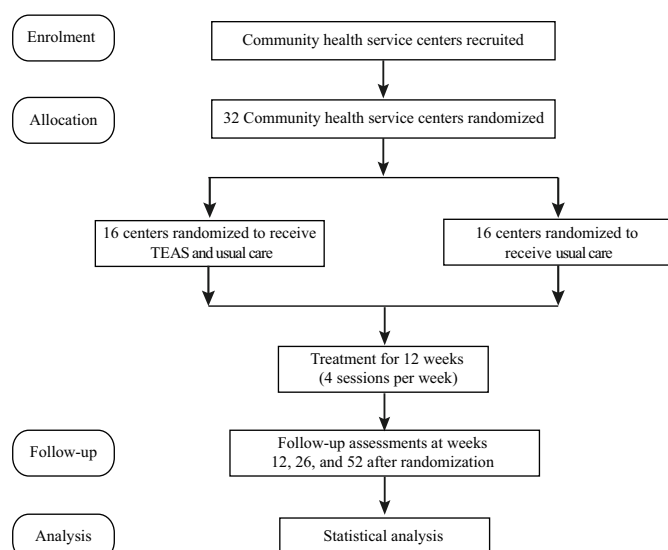 Enrolment
Community health service centers recruited
Allocation
32 Community health service centers randomized
16 centers randomized to receive
TEAS and usual care
16 centers randomized to
receive usual care
Treatment for 12 weeks
(4 sessions per week)
Follow-up
Follow-up assessments at weeks
12, 26, and 52 after randomization
Analysis
Statistical analysis